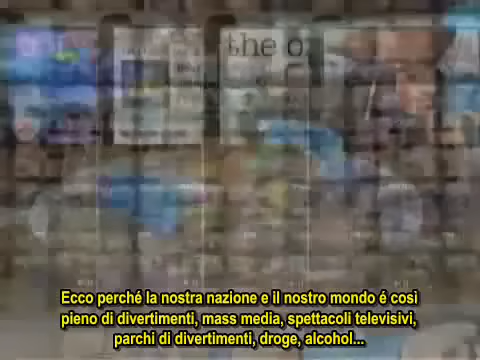 the o
Ecco perché la nostra nazione e il nostro mondo é così
pieno di divertimenti, mass media, spettacoli televisivi,
parchi di divertimenti, droge, alcohol...